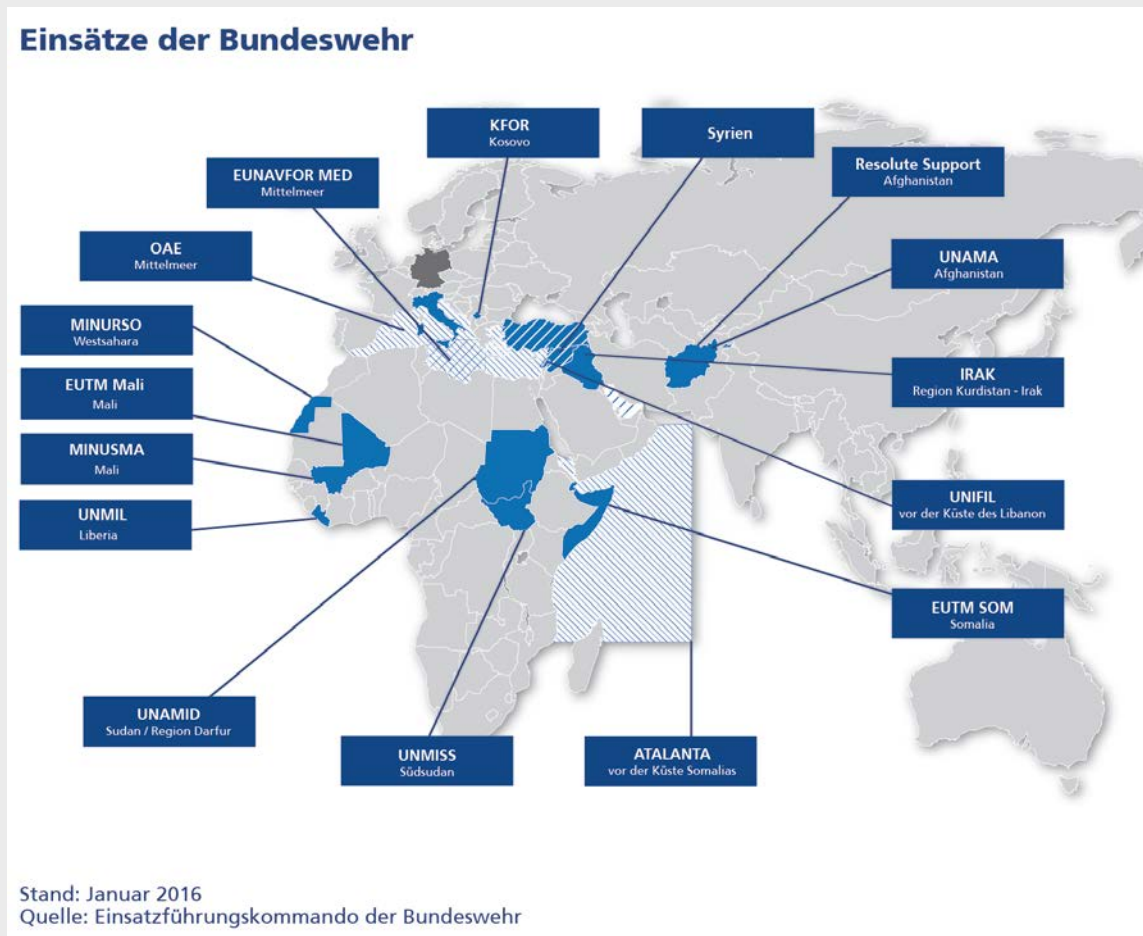 Einsätze der Bundeswehr
KFOR
Kosovo
Syrien
EUNAVFOR MED
Mittelmeer
Resolute Support
Afghanistan
OAE
Mittelmeer
UNAMA
Afghanistan
MINURSO
Westsahara
EUTM Mali
Mali
IRAK
Region Kurdistan - Irak
MINUSMA
Mali
UNMIL
Liberia
UNIFIL
vor der Küste des Libanon
EUTM SOM
Somalia
UNAMID
Sudan / Region Darfur
UNMISS
Südsudan
ATALANTA
vor der Küste Somalias
Stand: Januar 2016
Quelle: Einsatzführungskommando der Bundeswehr